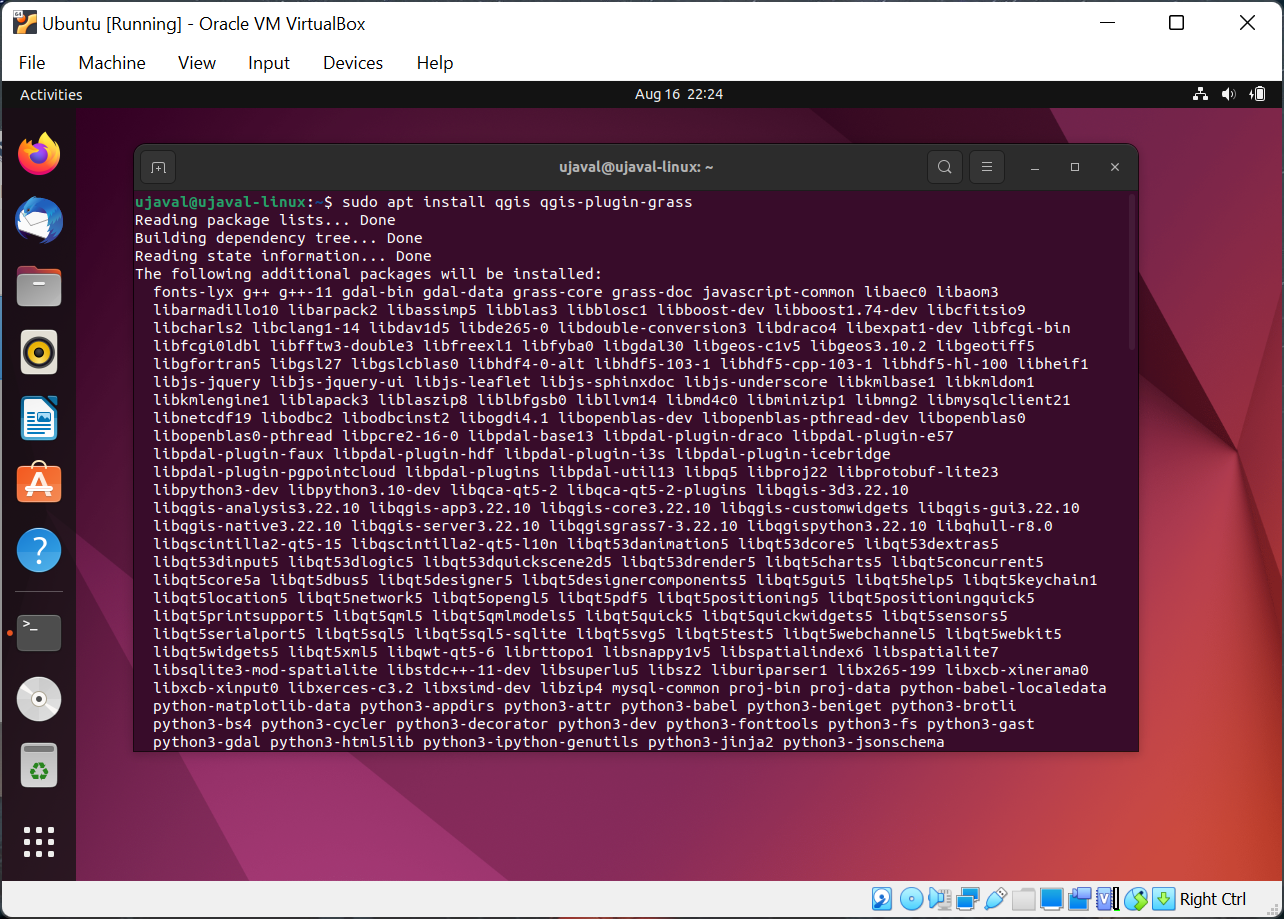 Ubuntu [Running] - Oracle VM VirtualBox
File Machine View Input Devices Help
Activities Aug 16 22:24
ujaval@ujaval-linux: ~
ujaval@ujaval-linux:~$ sudo apt install qgis qgis-plugin-grass
Reading package lists... Done
Building dependency tree... Done
Reading state information... Done
The following additional packages will be installed:
fonts-lyx g++ g++-11 gdal-bin gdal-data grass-core grass-doc javascript-common libaec0 libaom3
libarmadillo10 libarpack2 libassimp5 libblas3 libblosc1 libboost-dev libboost1.74-dev libcfitsio9
libcharls2 libclang1-14 libdav1d5 libde265-0 libdouble-conversion3 libdraco4 libexpat1-dev libfcgi-bin
libfcgi0ldbl libfftw3-double3 libfreexl1 libfyba0 libgdal30 libgeos-c1v5 libgeos3.10.2 libgeotiff5
libgfortran5 libgsl27 libgslcblas0 libhdf4-0-alt libhdf5-103-1 libhdf5-cpp-103-1 libhdf5-hl-100 libheif1
libjs-jquery libjs-jquery-ui libjs-leaflet libjs-sphinxdoc libjs-underscore libkmlbase1 libkmldom1
libkmlengine1 liblapack3 liblaszip8 liblbfgsb0 libllvm14 libmd4c0 libminizip1 libmng2 libmysqlclient21
libnetcdf19 libodbc2 libodbcinst2 libogdi4.1 libopenblas-dev libopenblas-pthread-dev libopenblas0
libopenblas0-pthread libpcre2-16-0 libpdal-base13 libpdal-plugin-draco libpdal-plugin-e57
libpdal-plugin-faux libpdal-plugin-hdf libpdal-plugin-i3s libpdal-plugin-icebridge
libpdal-plugin-pgpointcloud libpdal-plugins libpdal-util13 libpq5 libproj22 libprotobuf-lite23
libpython3-dev libpython3.10-dev libqca-qt5-2 libqca-qt5-2-plugins libqgis-3d3.22.10
libqgis-analysis3.22.10 libqgis-app3.22.10 libqgis-core3.22.10 libqgis-customwidgets libqgis-gui3.22.10
libqgis-native3.22.10 libqgis-server3.22.10 libqgisgrass7-3.22.10 libqgispython3.22.10 libqhull-r8.0
libqscintilla2-qt5-15 libqscintilla2-qt5-l10n libqt53danimation5 libqt53dcore5 libqt53dextras5
libqt53dinput5 libqt53dlogic5 libqt53dquickscene2d5 libqt53drender5 libqt5charts5 libqt5concurrent5
libqt5core5a libqt5dbus5 libqt5designer5 libqt5designercomponents5 libqt5gui5 libqt5help5 libqt5keychain1
libqt5location5 libqt5network5 libqt5opengl5 libqt5pdf5 libqt5positioning5 libqt5positioningquick5
libqt5printsupport5 libqt5qml5 libqt5qmlmodels5 libqt5quick5 libqt5quickwidgets5 libqt5sensors5
libqt5serialport5 libqt5sql5 libqt5sql5-sqlite libqt5svg5 libqt5test5 libqt5webchannel5 libqt5webkit5
libqt5widgets5 libqt5xml5 libqwt-qt5-6 librttopo1 libsnappy1v5 libspatialindex6 libspatialite7
libsqlite3-mod-spatialite libstdc++-11-dev libsuperlu5 libsz2 liburiparser1 libx265-199 libxcb-xinerama0
libxcb-xinput0 libxerces-c3.2 libxsimd-dev libzip4 mysql-common proj-bin proj-data python-babel-localedata
python-matplotlib-data python3-appdirs python3-attr python3-babel python3-beniget python3-brotli
python3-bs4 python3-cycler python3-decorator python3-dev python3-fonttools python3-fs python3-gast
python3-gdal python3-html5lib python3-ipython-genutils python3-jinja2 python3-jsonschema
Right Ctrl